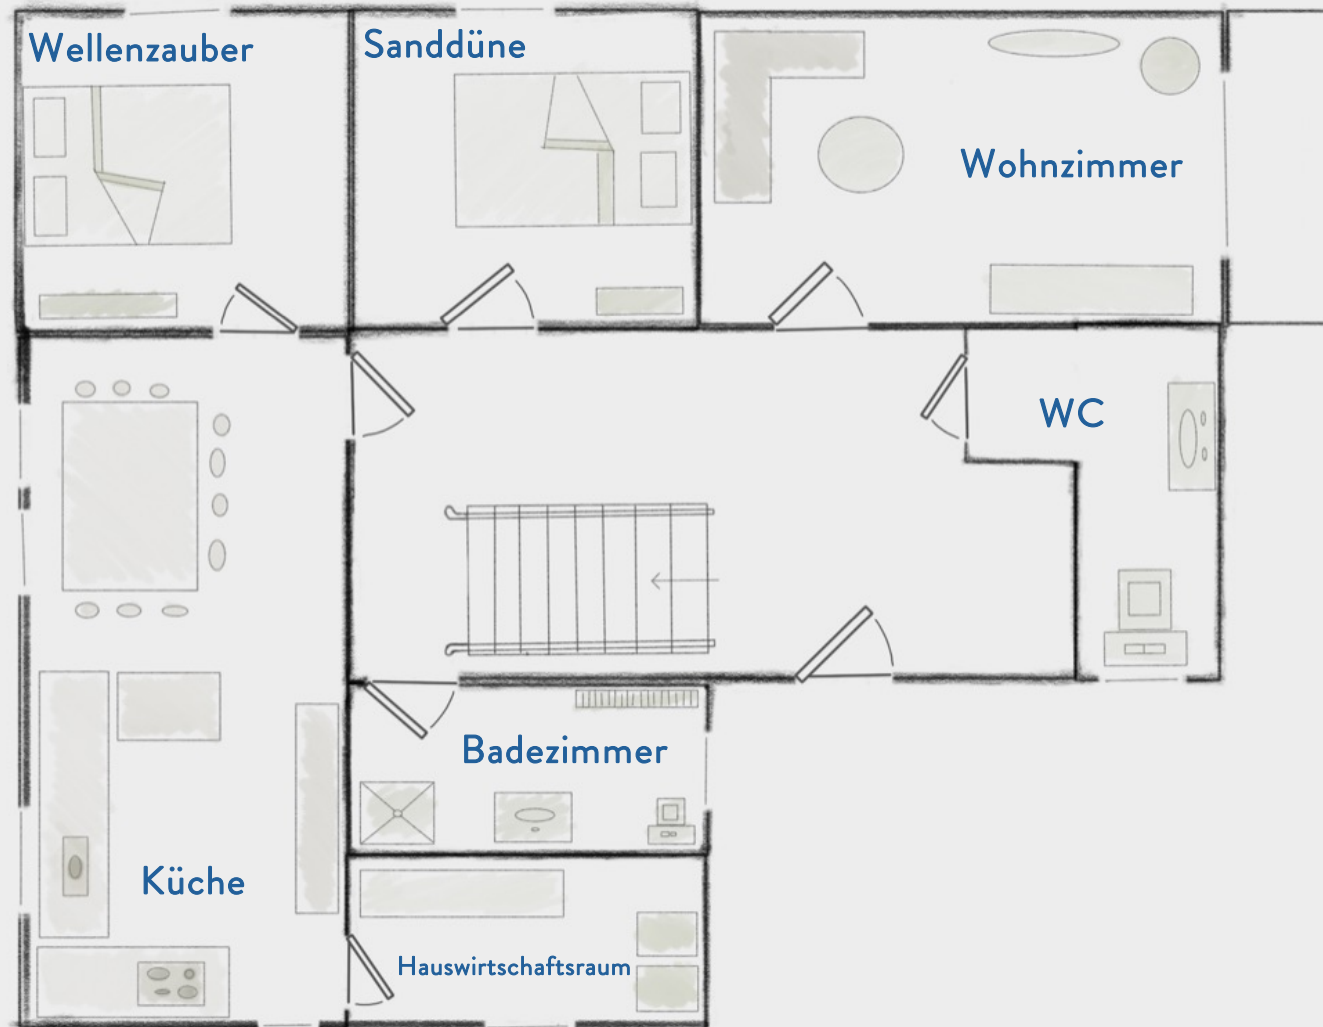 Wellenzauber
Sanddüne
Wohnzimmer
WC
Badezimmer
Küche
Hauswirtschaftsraum